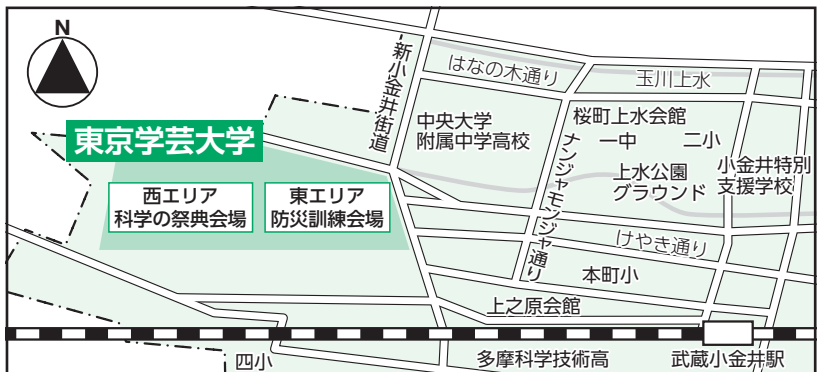 N
はなの木通り
玉川上水
新小金井街道
中央大学
附属中学高校
桜町上水会館
一中
二小
東京学芸大学
ナンジャモンジャ通り
上水公園
グラウンド
小金井特別
支援学校
西エリア
科学の祭典会場
東エリア
防災訓練会場
けやき通り
本町小
上之原会館
四小
多摩科学技術高
武蔵小金井駅